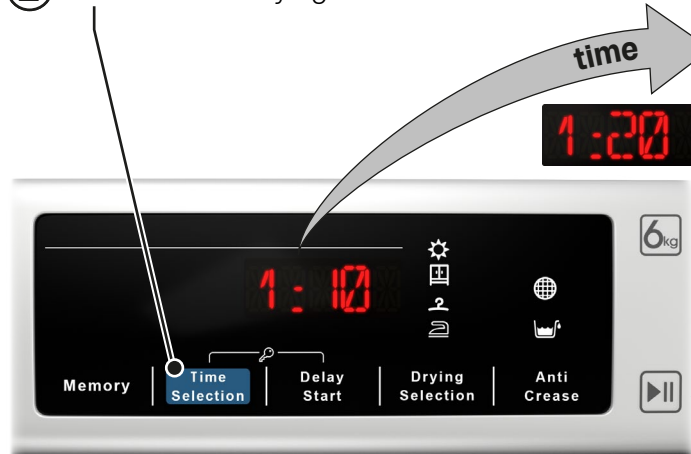 time
1:20
6kg
1:10
Memory
Time
Selection
Delay
Start
Drying
Selection
Anti
Crease